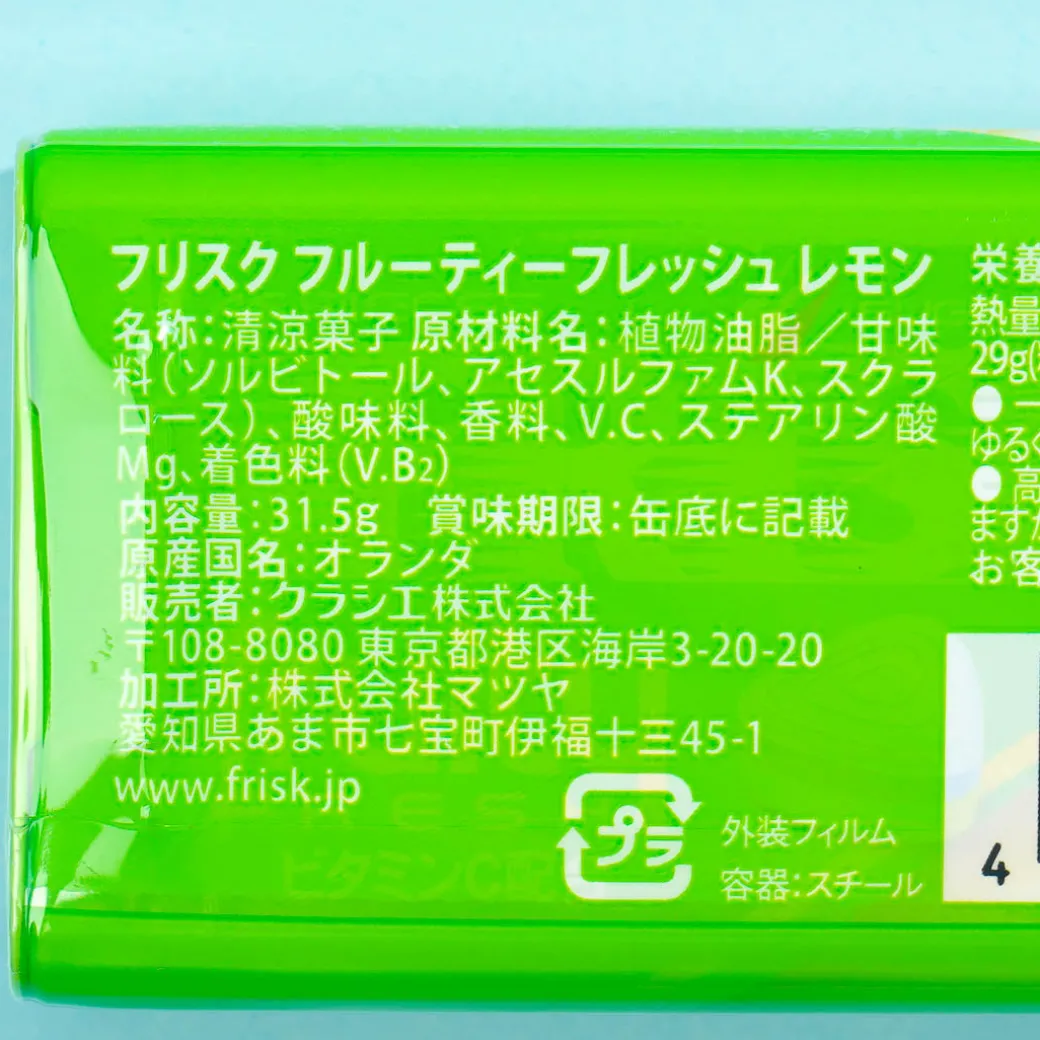 フリスク フルーティーフレッシュ レモン
名称：清涼菓子 原材料名：植物油脂／甘味
料（ソルビトール、アセスルファムK、スクラ
ロース）、酸味料、香料、V.C、ステアリン酸
Mg、着色料（V.B₂）
内容量：31.5g 賞味期限：缶底に記載
原産国名：オランダ
販売者：クラシエ株式会社
〒108-8080 東京都港区海岸3-20-20
加工所：株式会社マツヤ
愛知県あま市七宝町伊福十三45-1
www.frisk.jp
プラ
外装フィルム
容器：スチール
ビタミンC配
栄養
熱量
29g(
●一
ゆるく
●高
ますか
お客
4